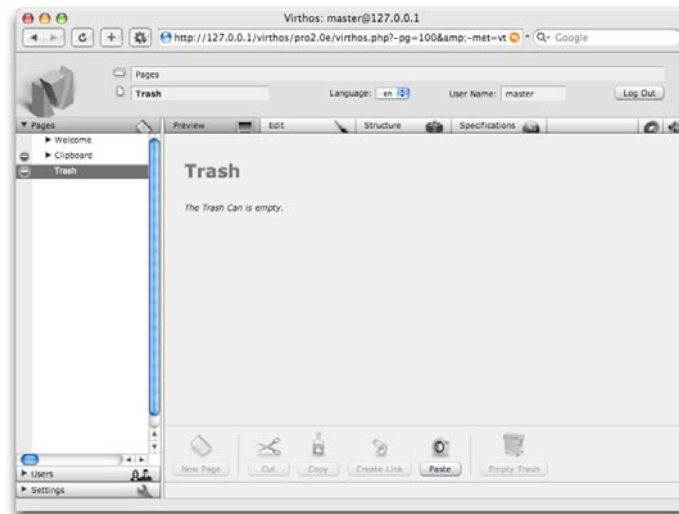 Virthos: master@127.0.0.1
http://127.0.0.1/virthos/pro2.0e/virthos.php?-pg=100&amp;-met=vt
Google
Pages
Trash
Language: en
User Name: master
Log Out
Pages
Preview
Edit
Structure
Specifications
Welcome
Clipboard
Trash
Trash
The Trash Can is empty.
New Page
Cut
Copy
Create Link
Paste
Empty Trash
Users
Settings